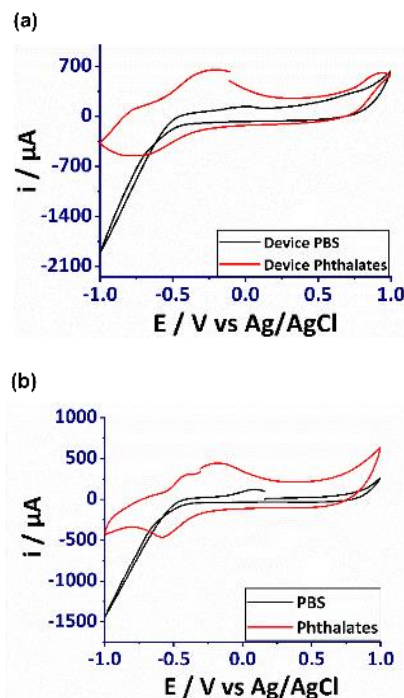 (a)
700
0
-700
-1400
-2100
i / µA
Device PBS
Device Phthalates
-1.0 -0.5 0.0 0.5 1.0
E / V vs Ag/AgCl
(b)
1000
500
0
-500
-1000
-1500
i / µA
PBS
Phthalates
-1.0 -0.5 0.0 0.5 1.0
E / V vs Ag/AgCl